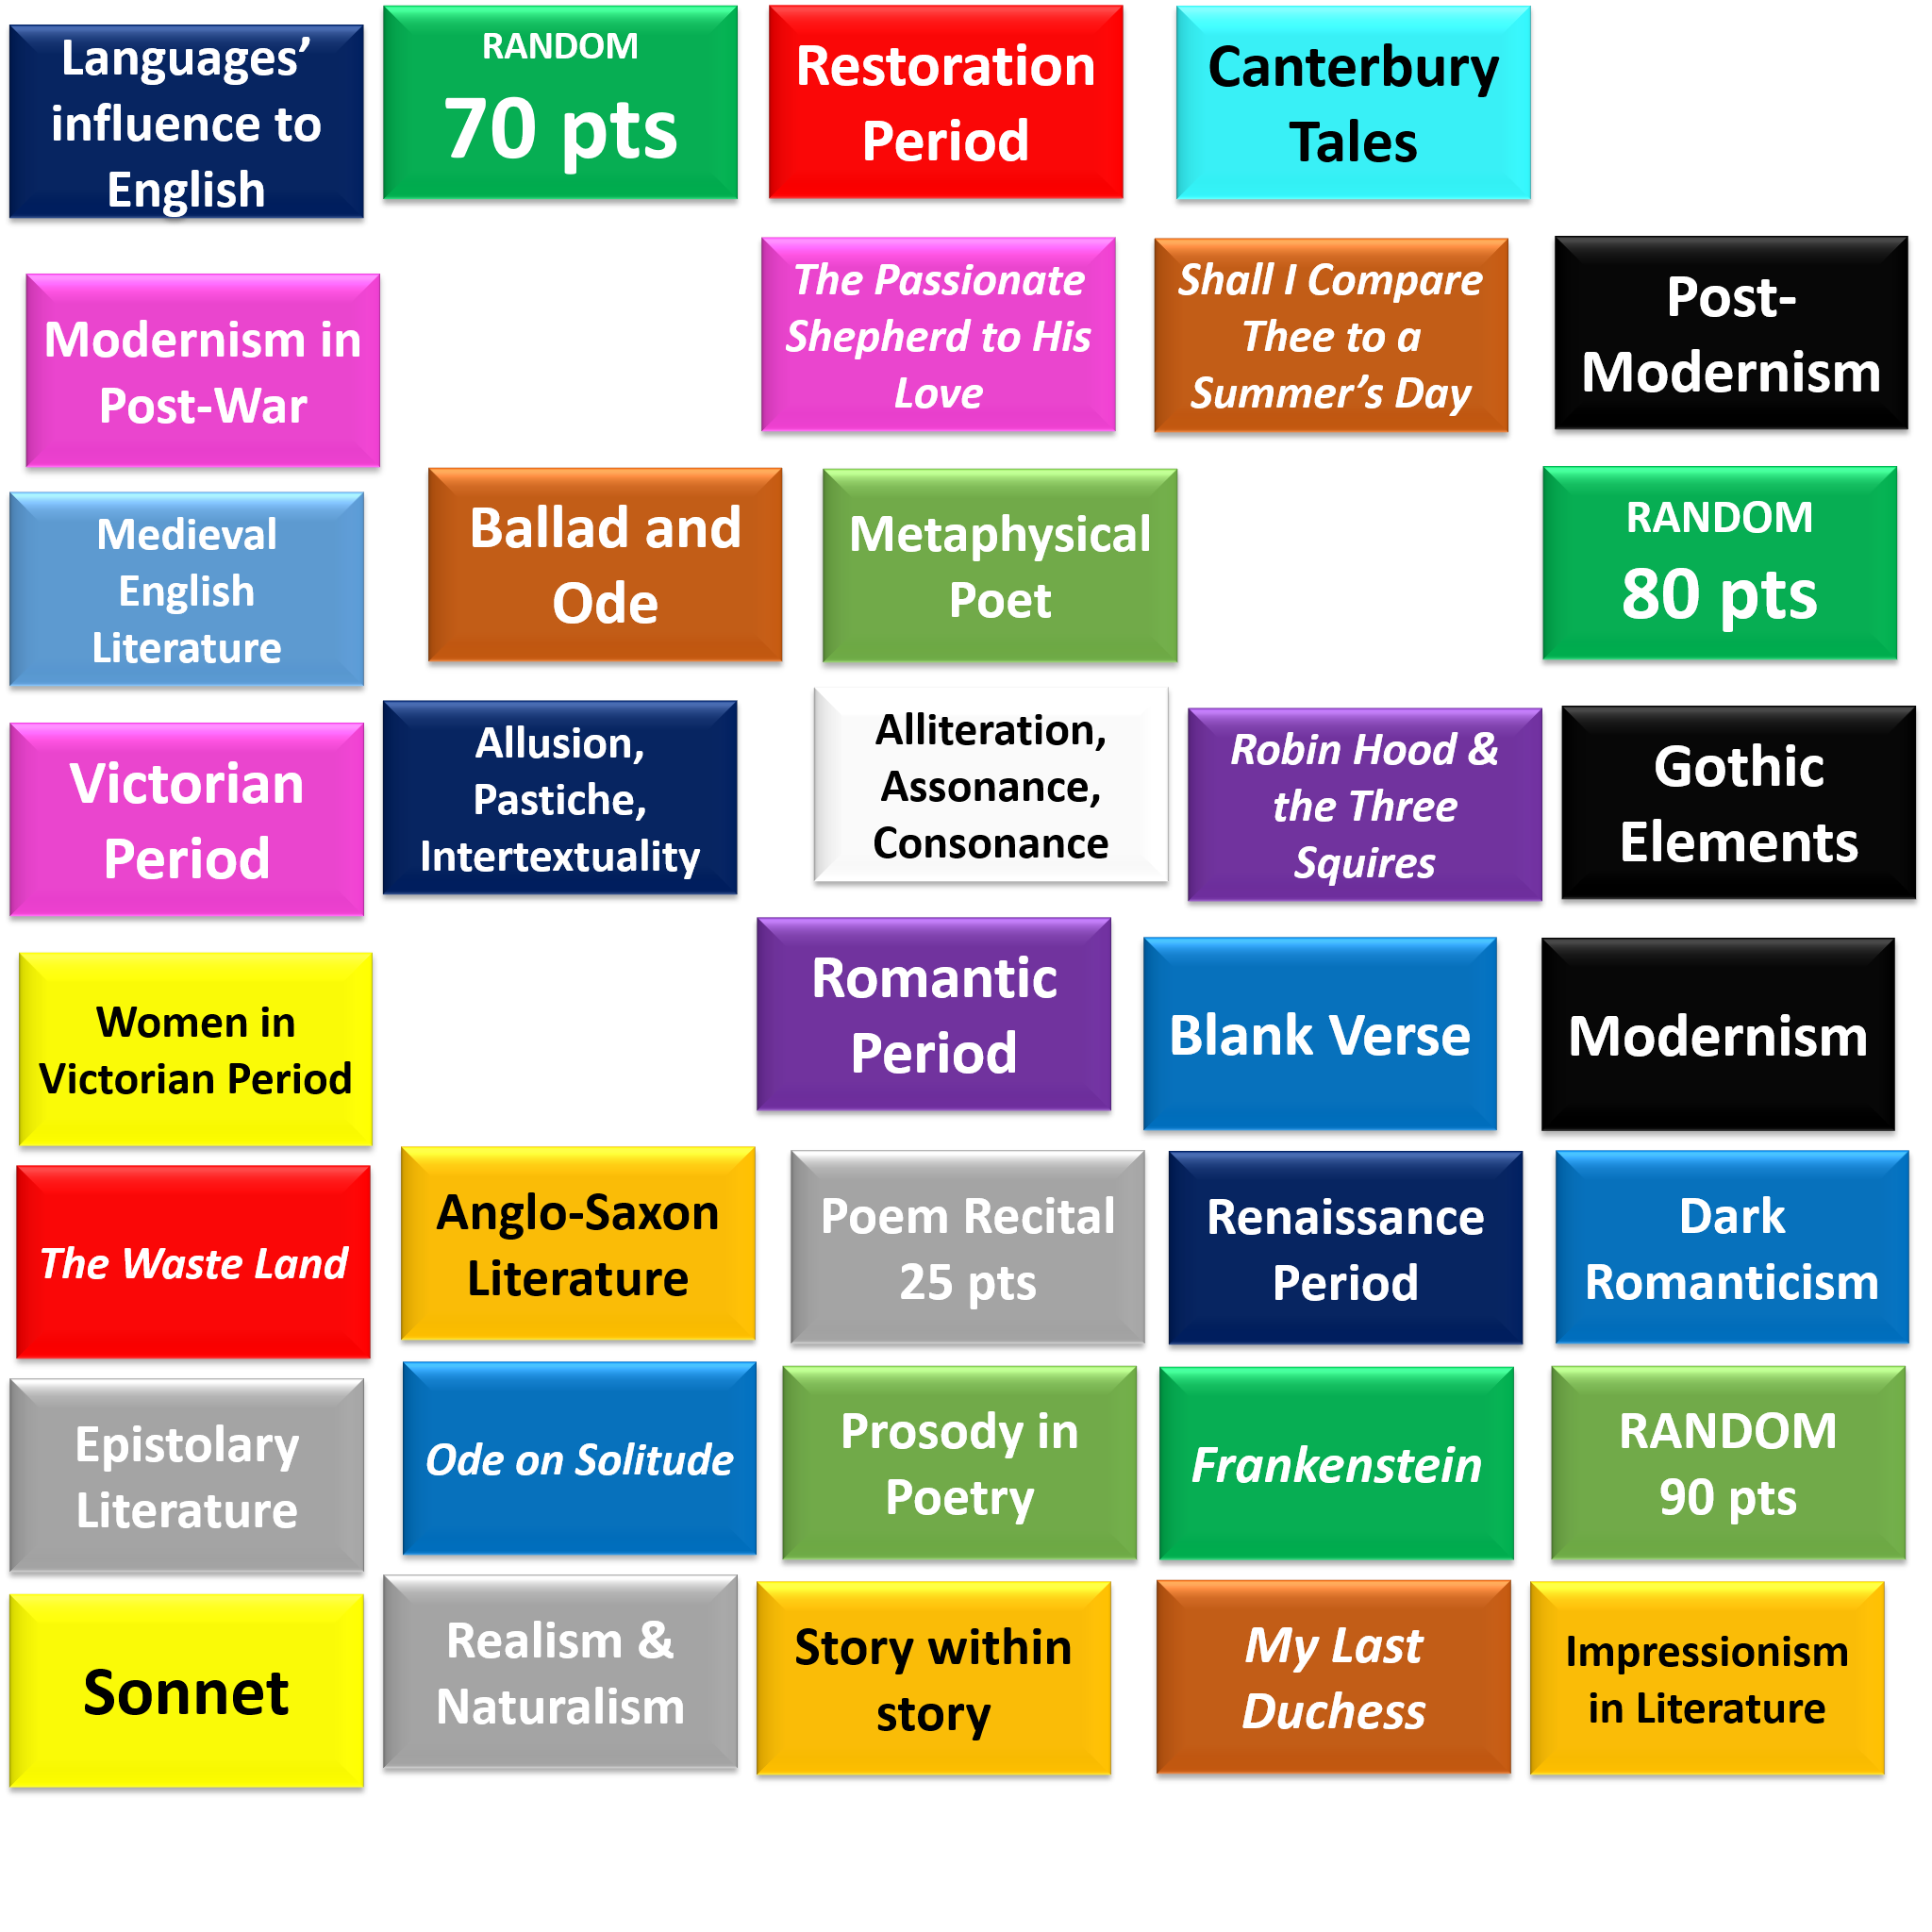 Languages’
influence to
English
RANDOM
70 pts
Restoration
Period
Canterbury
Tales
Modernism in
Post-War
The Passionate
Shepherd to His
Love
Shall I Compare
Thee to a
Summer’s Day
Post-
Modernism
Medieval
English
Literature
Ballad and
Ode
Metaphysical
Poet
RANDOM
80 pts
Victorian
Period
Allusion,
Pastiche,
Intertextuality
Alliteration,
Assonance,
Consonance
Robin Hood &
the Three
Squires
Gothic
Elements
Women in
Victorian Period
Romantic
Period
Blank Verse
Modernism
The Waste Land
Anglo-Saxon
Literature
Poem Recital
25 pts
Renaissance
Period
Dark
Romanticism
Epistolary
Literature
Ode on Solitude
Prosody in
Poetry
Frankenstein
RANDOM
90 pts
Sonnet
Realism &
Naturalism
Story within
story
My Last
Duchess
Impressionism
in Literature